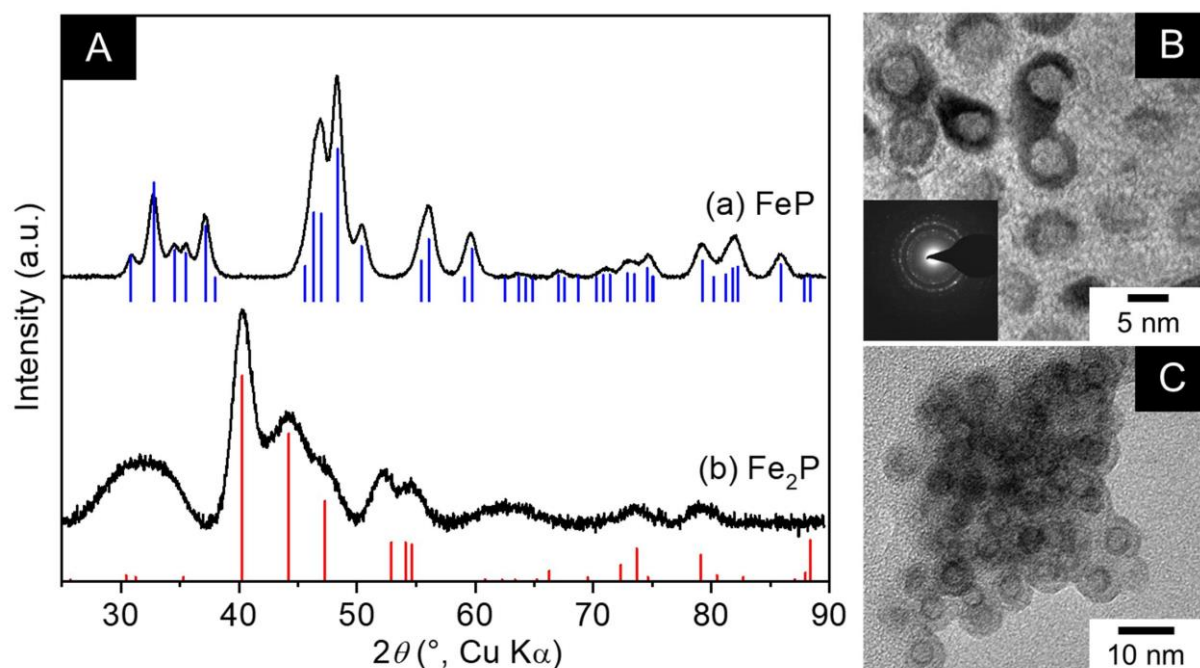 A
Intensity (a.u.)
(a) FeP
(b) Fe₂P
30 40 50 60 70 80 90
2θ (°, Cu Kα)
B
5 nm
C
10 nm